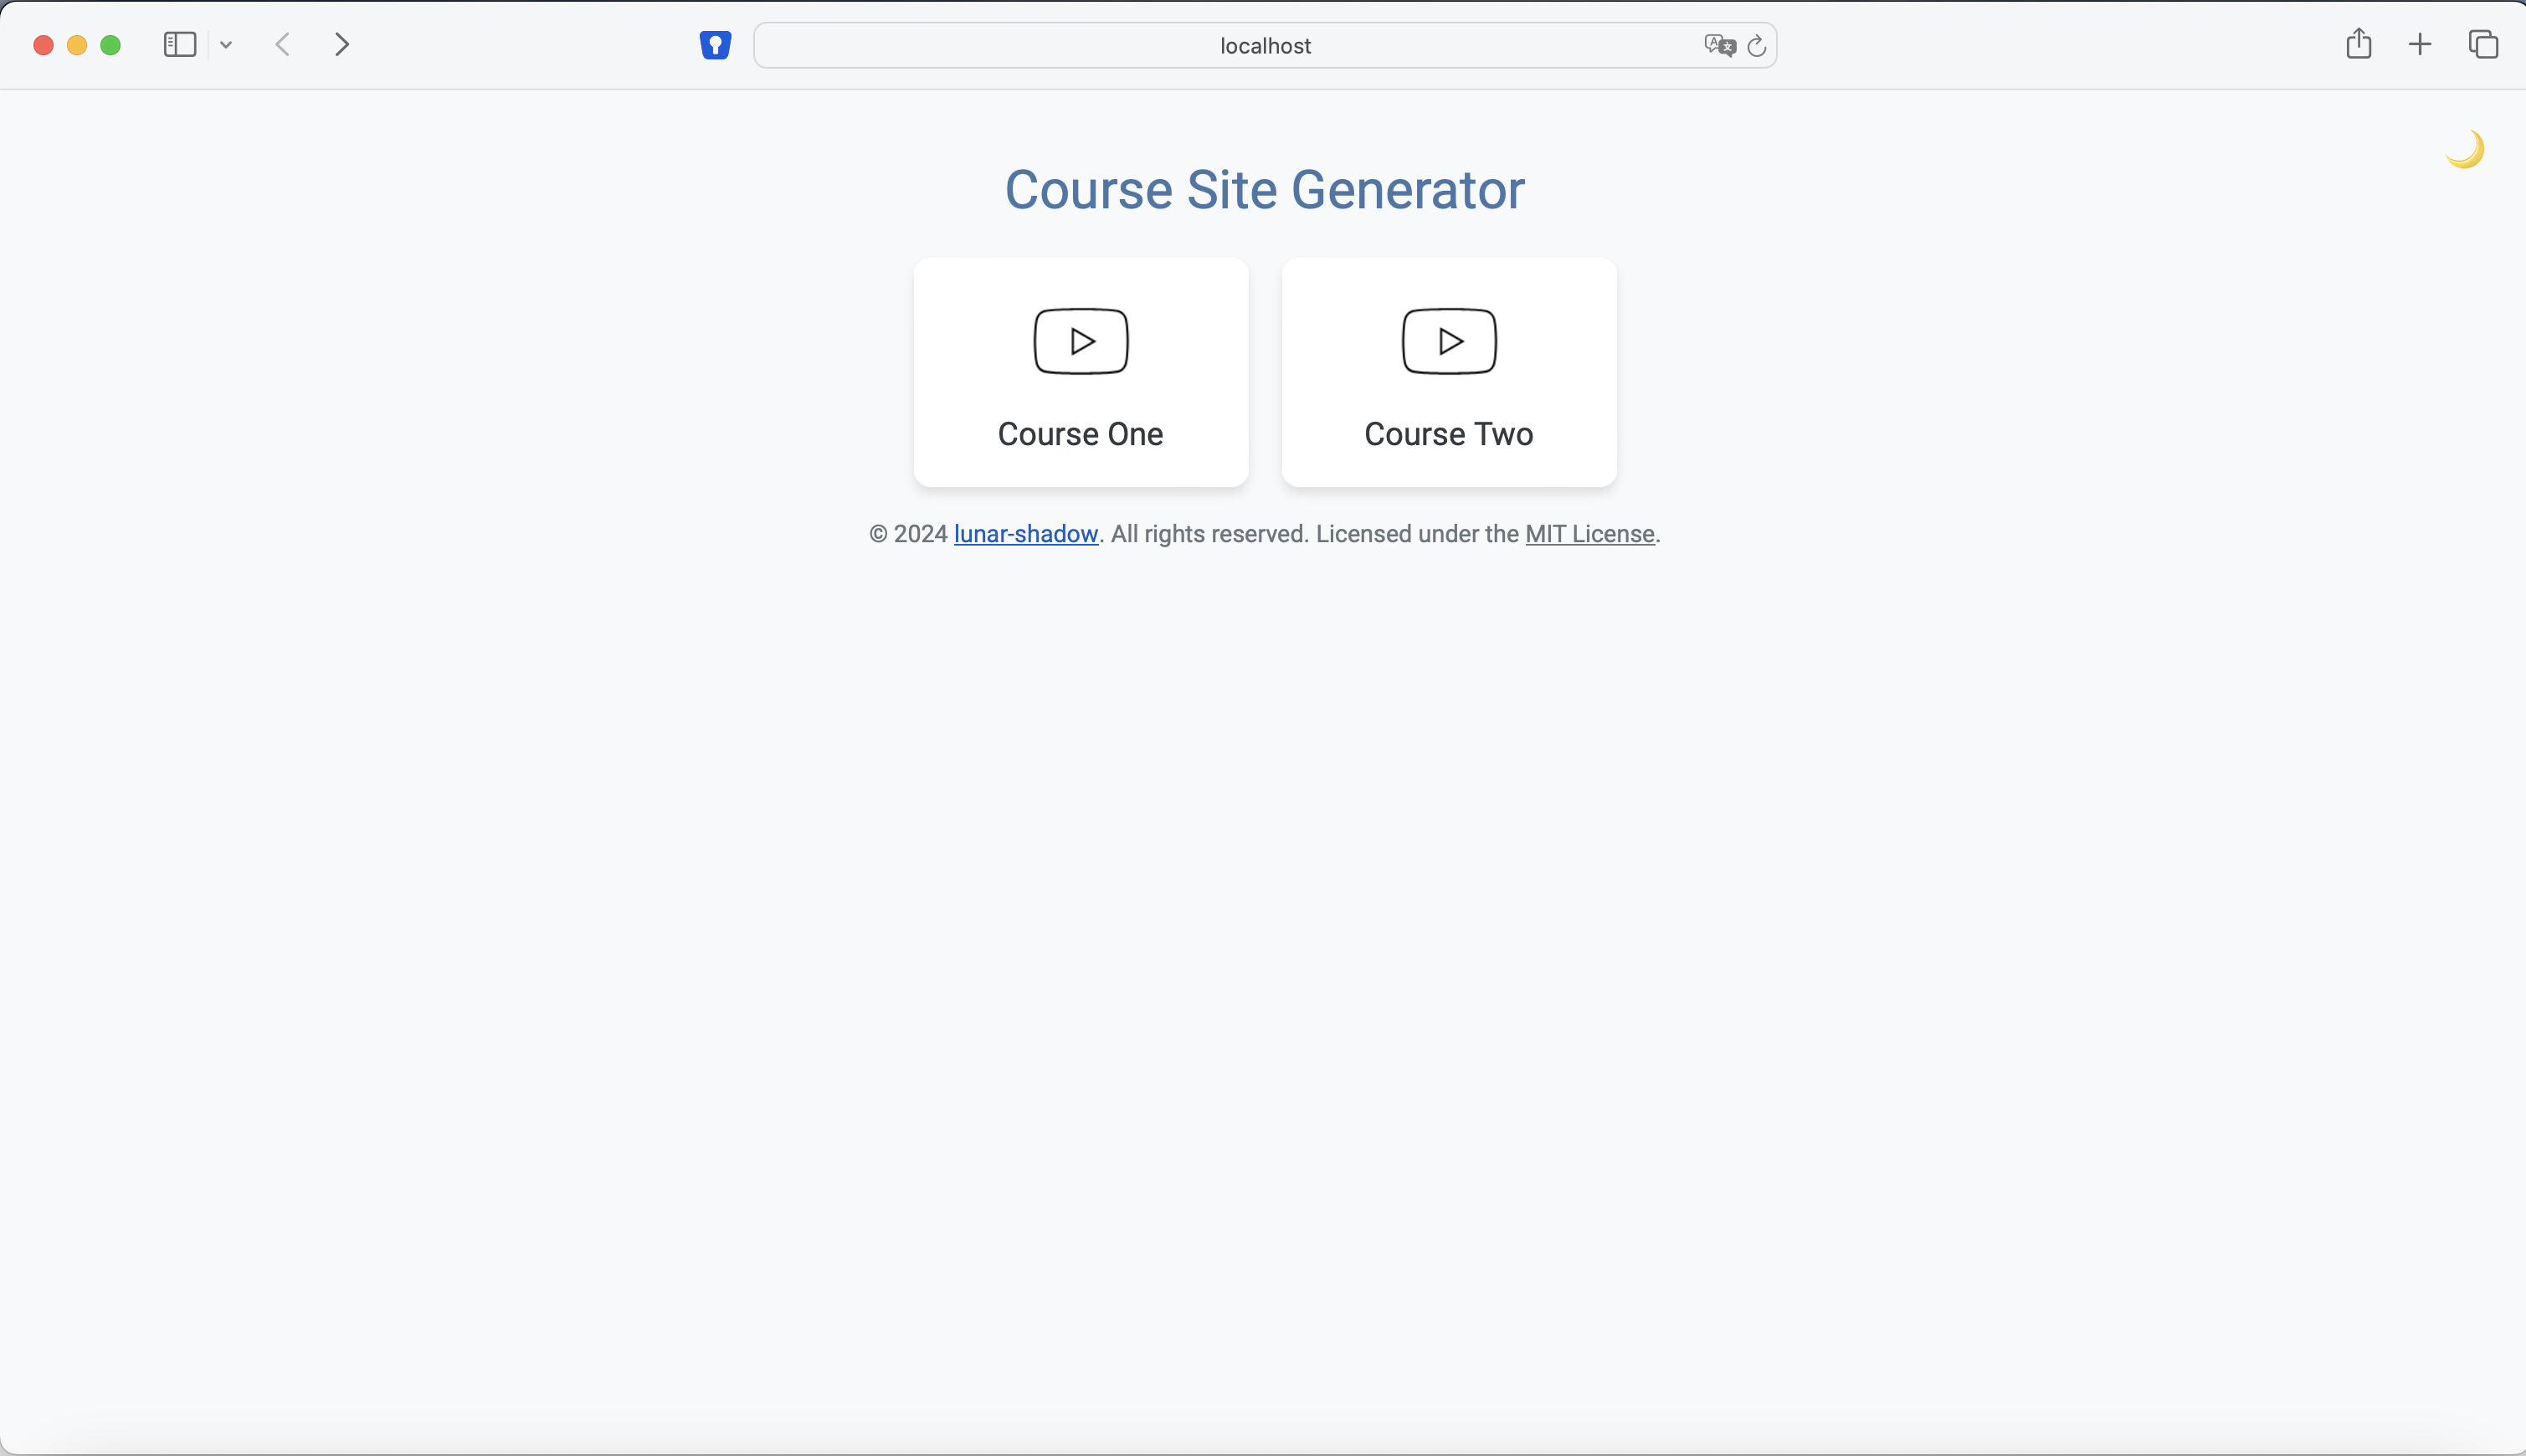 localhost
Course Site Generator
Course One
Course Two
© 2024 lunar-shadow. All rights reserved. Licensed under the MIT License.